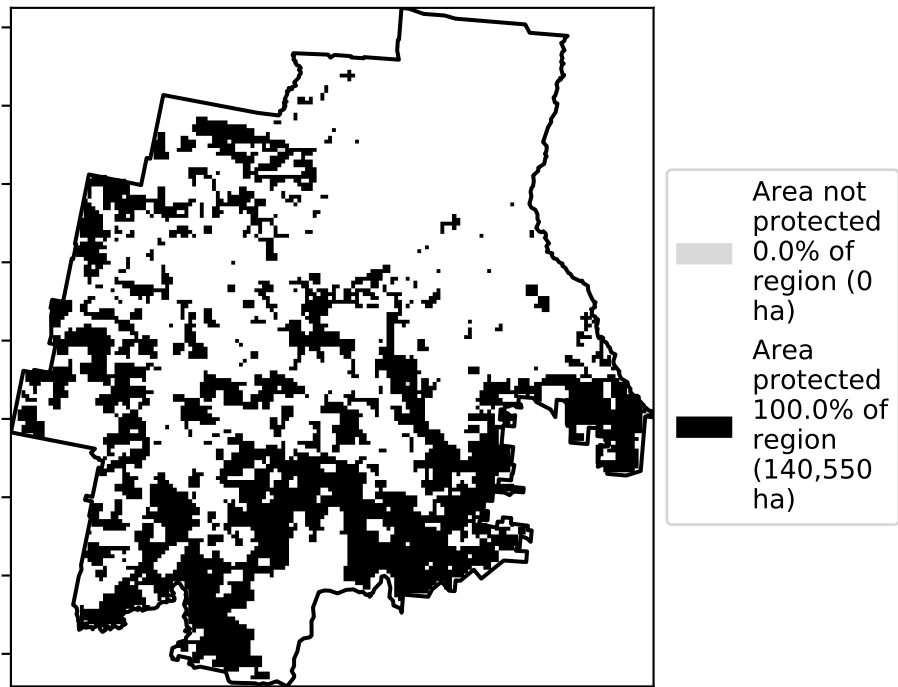 Area not
protected
0.0% of
region (0
ha)
Area
protected
100.0% of
region
(140,550
ha)